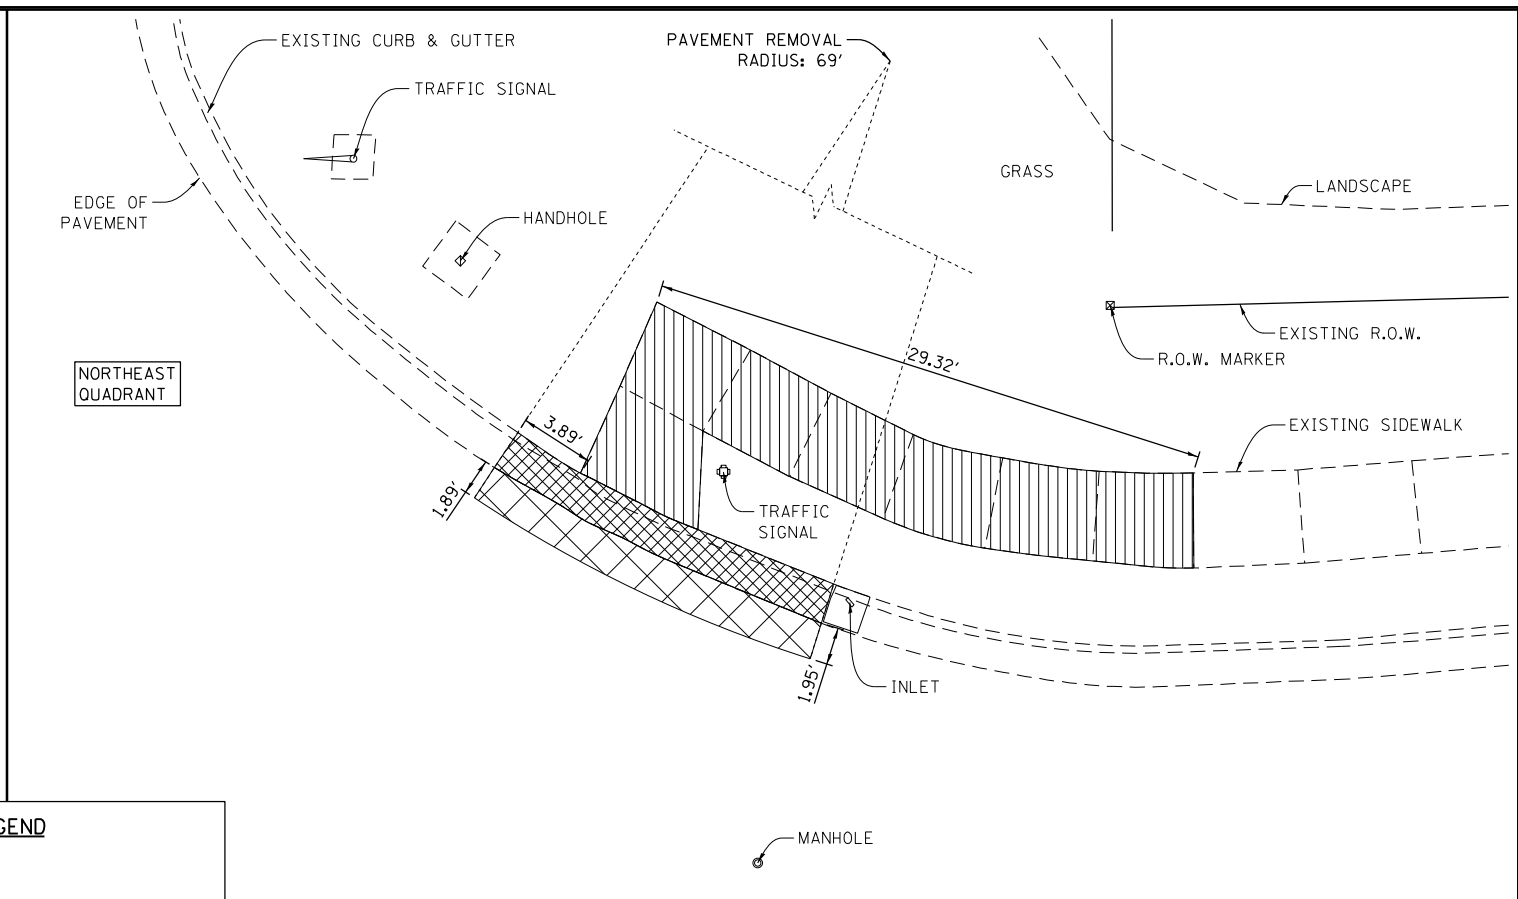 EXISTING CURB & GUTTER
PAVEMENT REMOVAL
RADIUS: 69'
TRAFFIC SIGNAL
GRASS
LANDSCAPE
EDGE OF
PAVEMENT
HANDHOLE
EXISTING R.O.W.
R.O.W. MARKER
29.32'
NORTHEAST
QUADRANT
3.89'
EXISTING SIDEWALK
1.89'
TRAFFIC
SIGNAL
1.95'
INLET
GEND
MANHOLE